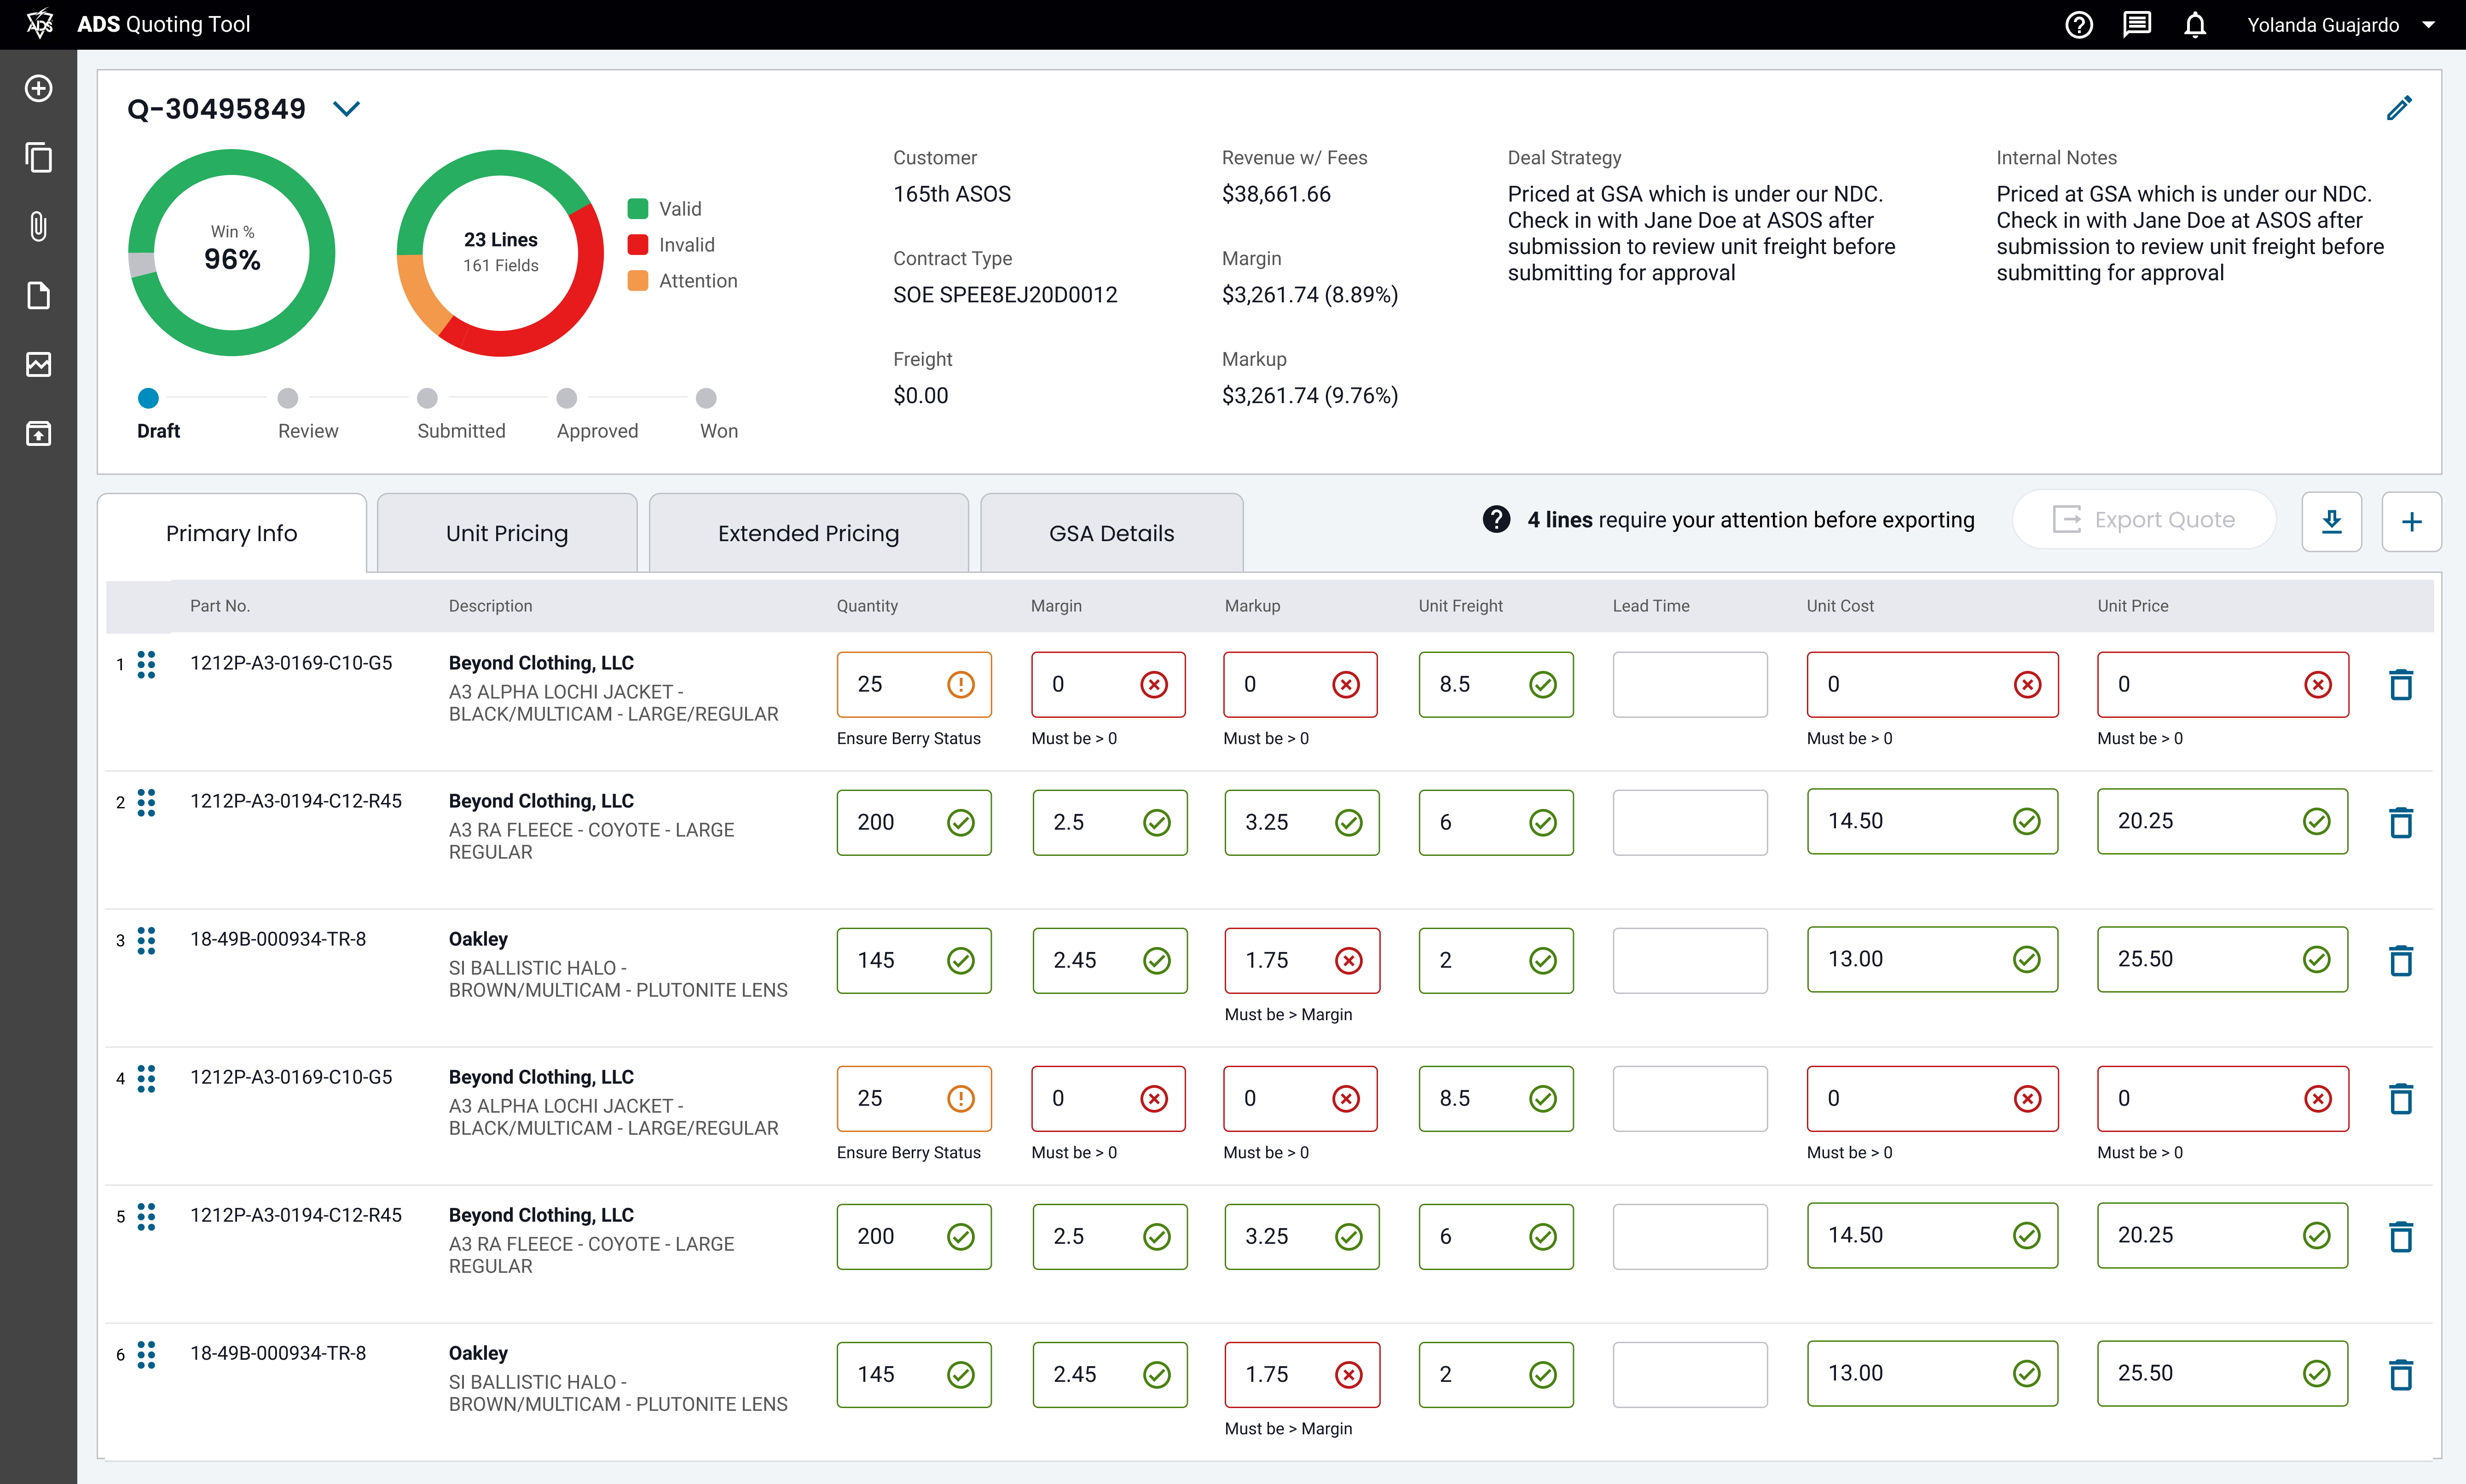 ADS
ADS Quoting Tool
Yolanda Guajardo
Q-30495849
Win %
96%
23 Lines
161 Fields
Valid
Invalid
Attention
Draft
Review
Submitted
Approved
Won
Customer
165th ASOS
Contract Type
SOE SPEE8EJ20D0012
Freight
$0.00
Revenue w/ Fees
$38,661.66
Margin
$3,261.74 (8.89%)
Markup
$3,261.74 (9.76%)
Deal Strategy
Priced at GSA which is under our NDC.
Check in with Jane Doe at ASOS after
submission to review unit freight before
submitting for approval
Internal Notes
Priced at GSA which is under our NDC.
Check in with Jane Doe at ASOS after
submission to review unit freight before
submitting for approval
Primary Info
Unit Pricing
Extended Pricing
GSA Details
4 lines require your attention before exporting
Export Quote
Part No. Description Quantity Margin Markup Unit Freight Lead Time Unit Cost Unit Price
1 1212P-A3-0169-C10-G5
Beyond Clothing, LLC
A3 ALPHA LOCHI JACKET -
BLACK/MULTICAM - LARGE/REGULAR
25 0 0 8.5 0 0
Ensure Berry Status Must be > 0 Must be > 0 Must be > 0 Must be > 0
2 1212P-A3-0194-C12-R45
Beyond Clothing, LLC
A3 RA FLEECE - COYOTE - LARGE
REGULAR
200 2.5 3.25 6 14.50 20.25
3 18-49B-000934-TR-8
Oakley
SI BALLISTIC HALO -
BROWN/MULTICAM - PLUTONITE LENS
145 2.45 1.75 2 13.00 25.50
Must be > Margin
4 1212P-A3-0169-C10-G5
Beyond Clothing, LLC
A3 ALPHA LOCHI JACKET -
BLACK/MULTICAM - LARGE/REGULAR
25 0 0 8.5 0 0
Ensure Berry Status Must be > 0 Must be > 0 Must be > 0 Must be > 0
5 1212P-A3-0194-C12-R45
Beyond Clothing, LLC
A3 RA FLEECE - COYOTE - LARGE
REGULAR
200 2.5 3.25 6 14.50 20.25
6 18-49B-000934-TR-8
Oakley
SI BALLISTIC HALO -
BROWN/MULTICAM - PLUTONITE LENS
145 2.45 1.75 2 13.00 25.50
Must be > Margin